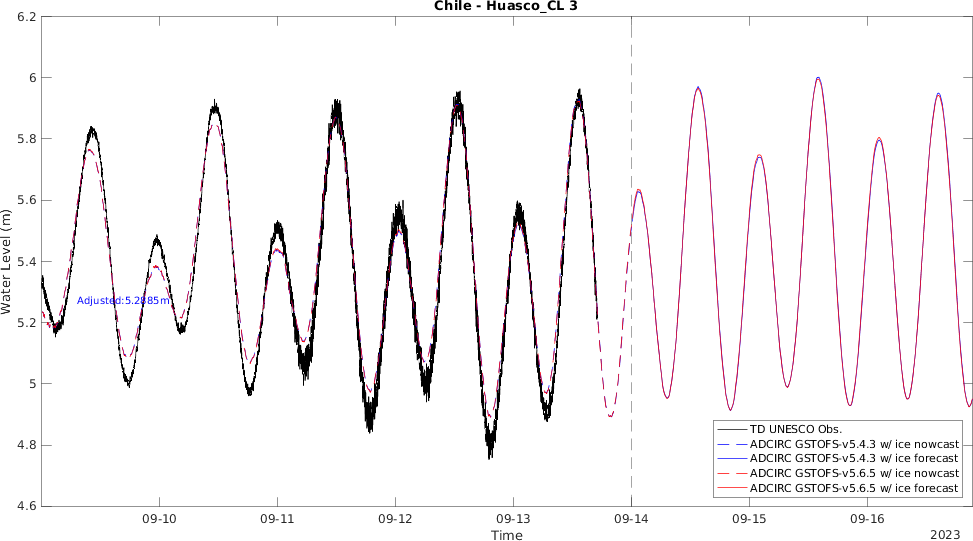 Chile - Huasco_CL 3
Water Level (m)
6.2
6
5.8
5.6
5.4
5.2
5
4.8
4.6
Adjusted:5.2885m
TD UNESCO Obs.
ADCIRC GSTOFS-v5.4.3 w/ ice nowcast
ADCIRC GSTOFS-v5.4.3 w/ ice forecast
ADCIRC GSTOFS-v5.6.5 w/ ice nowcast
ADCIRC GSTOFS-v5.6.5 w/ ice forecast
09-10 09-11 09-12 09-13 09-14 09-15 09-16
Time
2023